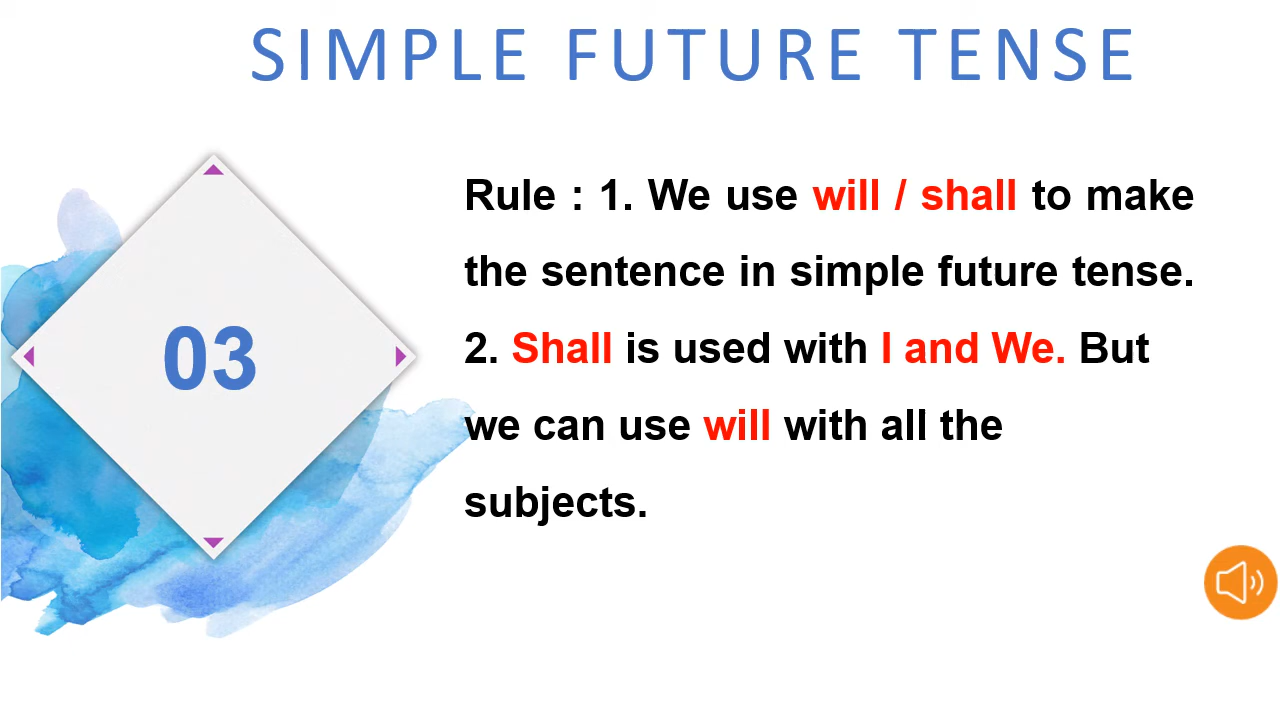 SIMPLE FUTURE TENSE
03
Rule : 1. We use will / shall to make
the sentence in simple future tense.
2. Shall is used with I and We. But
we can use will with all the
subjects.